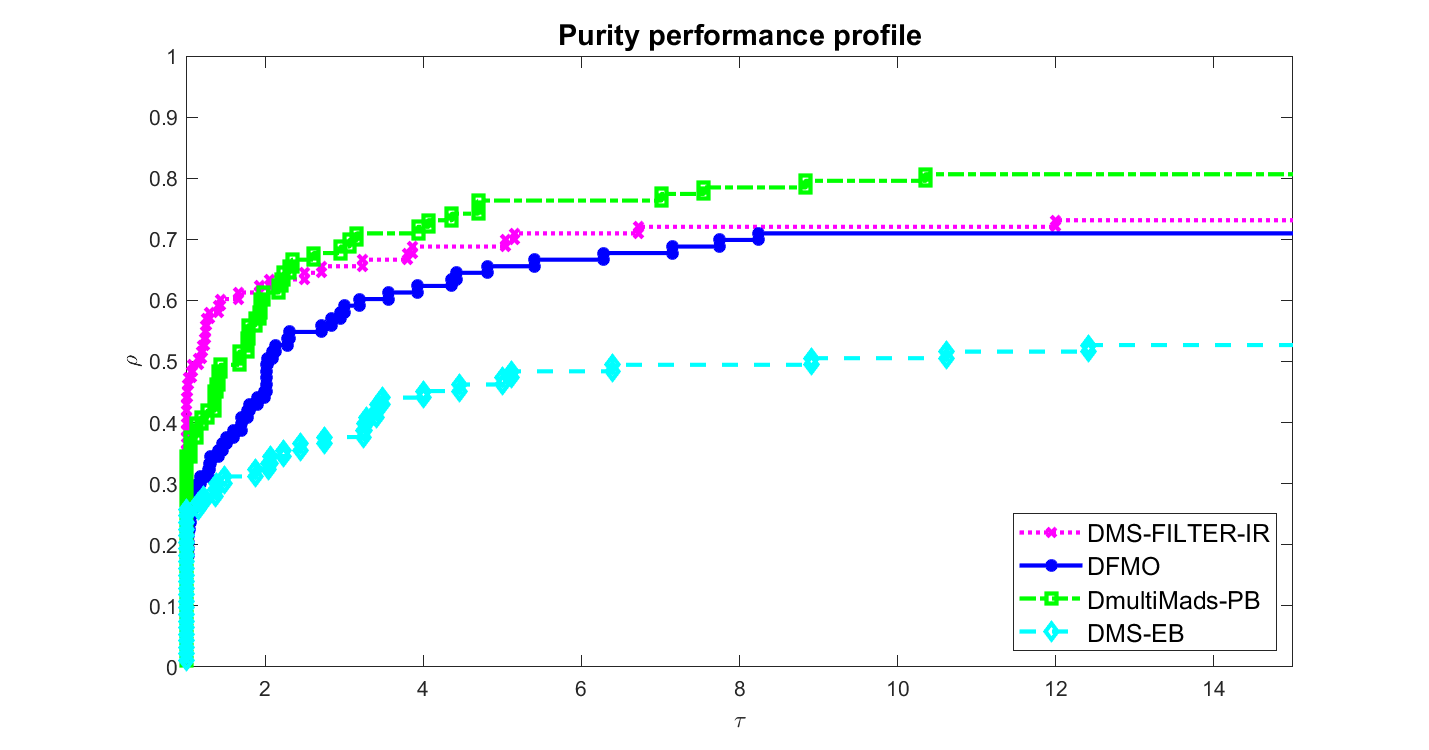 Purity performance profile
1
0.9
0.8
0.7
0.6
0.5
0.4
0.3
0.2
0.1
0
ρ
2
4
6
8
10
12
14
τ
DMS-FILTER-IR
DFMO
DmultiMads-PB
DMS-EB